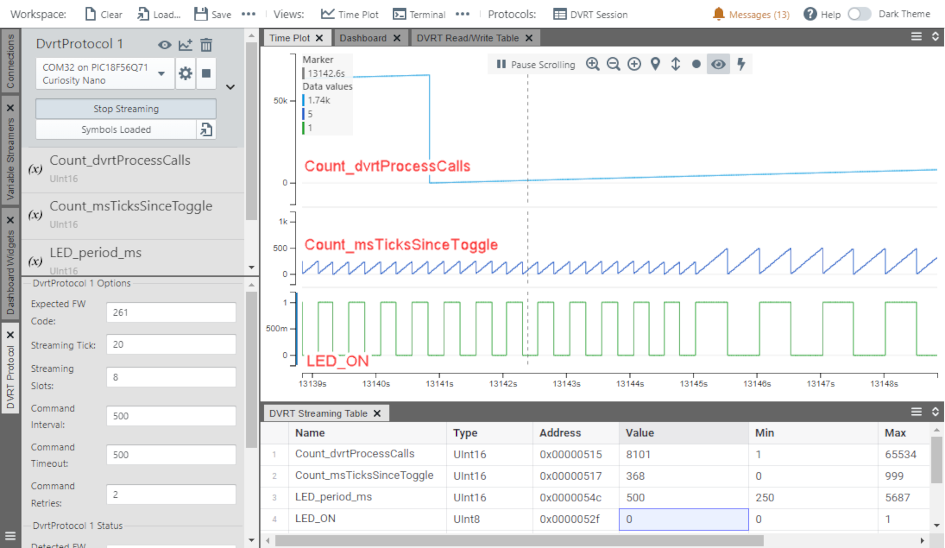 Workspace: Clear Load... Save ••• Views: Time Plot Terminal ••• Protocols: DVRT Session Messages (13) Help Dark Theme
Connections
Variable Streamers
Dashboard Widgets
DVRT Protocol
DvrtProtocol 1
COM32 on PIC18F56Q71
Curiosity Nano
Stop Streaming
Symbols Loaded
(x) Count_dvrtProcessCalls
UInt16
(x) Count_msTicksSinceToggle
UInt16
(x) LED_period_ms
UInt16
DvrtProtocol 1 Options
Expected FW
Code:
261
Streaming Tick: 20
Streaming
Slots:
8
Command
Interval:
500
Command
Timeout:
500
Command
Retries:
2
DvrtProtocol 1 Status
Time Plot Dashboard DVRT Read/Write Table
Marker
13142.6s
Data values
1.74k
5
1
Pause Scrolling
50k
0
Count_dvrtProcessCalls
1k
500
0
Count_msTicksSinceToggle
1
500m
0
LED_ON
13139s 13140s 13141s 13142s 13143s 13144s 13145s 13146s 13147s 13148s
DVRT Streaming Table
Name Type Address Value Min Max
1 Count_dvrtProcessCalls UInt16 0x00000515 8101 1 65534
2 Count_msTicksSinceToggle UInt16 0x00000517 368 0 999
3 LED_period_ms UInt16 0x0000054c 500 250 5687
4 LED_ON UInt8 0x0000052f 0 0 1